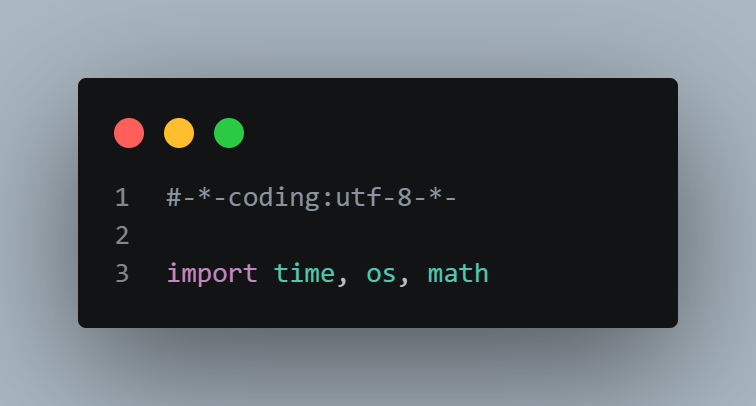 1 #-*-coding:utf-8-*-
2
3 import time, os, math